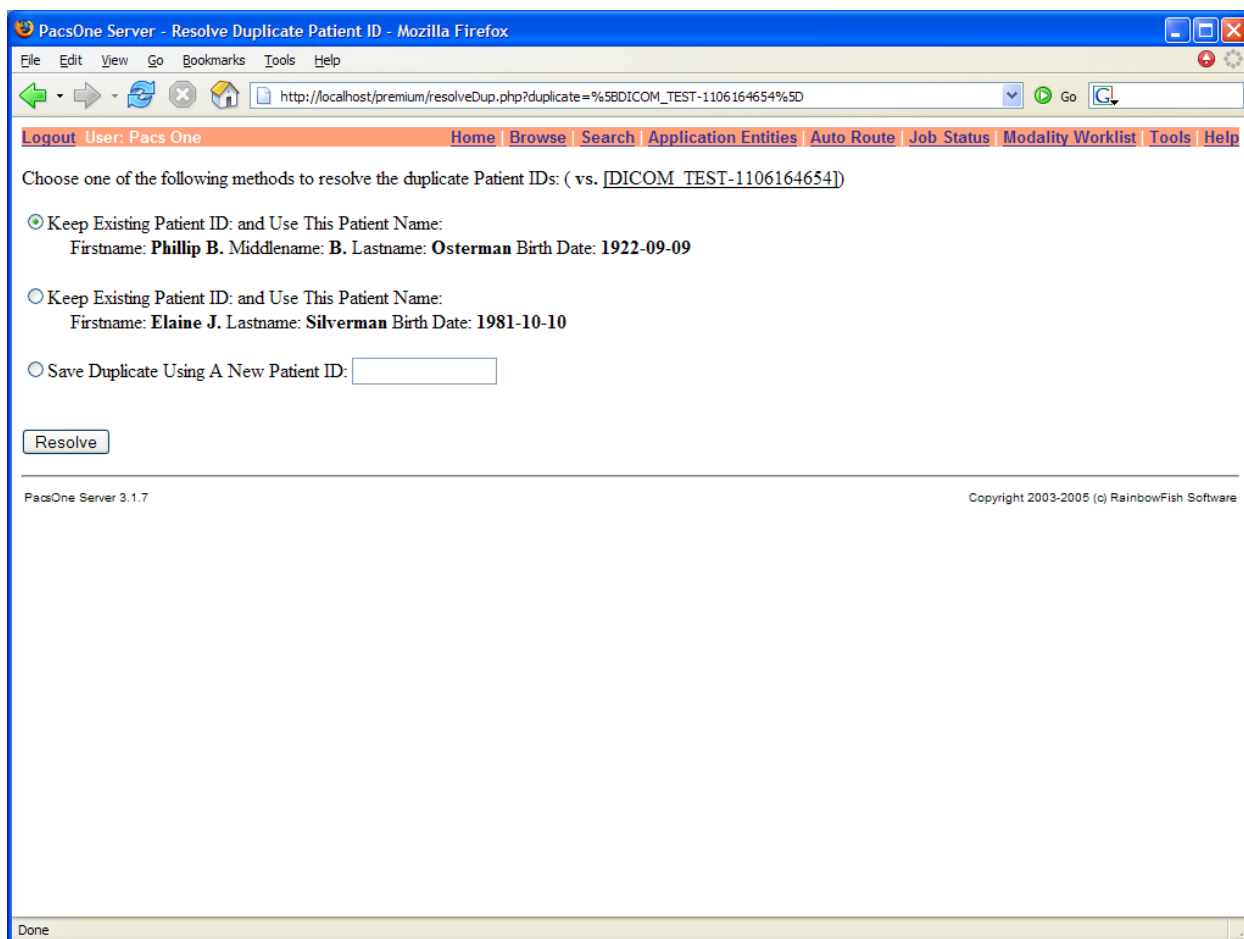 PacsOne Server - Resolve Duplicate Patient ID - Mozilla Firefox
File Edit View Go Bookmarks Tools Help
http://localhost/premium/resolveDup.php?duplicate=%5BDICOM_TEST-1106164654%5D Go G
Logout User: Pacs One Home | Browse | Search | Application Entities | Auto Route | Job Status | Modality Worklist | Tools | Help
Choose one of the following methods to resolve the duplicate Patient IDs: ( vs. [DICOM_TEST-1106164654])
Keep Existing Patient ID: and Use This Patient Name:
Firstname: Phillip B. Middlename: B. Lastname: Osterman Birth Date: 1922-09-09
Keep Existing Patient ID: and Use This Patient Name:
Firstname: Elaine J. Lastname: Silverman Birth Date: 1981-10-10
Save Duplicate Using A New Patient ID:
Resolve
PacsOne Server 3.1.7 Copyright 2003-2005 (c) RainbowFish Software
Done